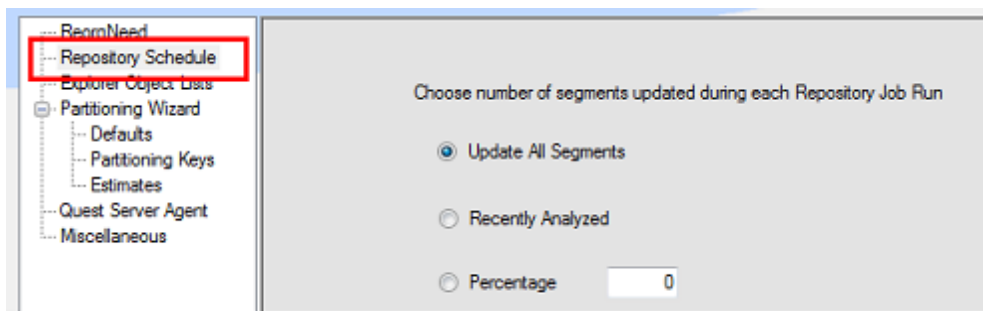 ReorgNeed
Repository Schedule
Explorer Object Lists
Partitioning Wizard
Defaults
Partitioning Keys
Estimates
Quest Server Agent
Miscellaneous
Choose number of segments updated during each Repository Job Run
Update All Segments
Recently Analyzed
Percentage 0